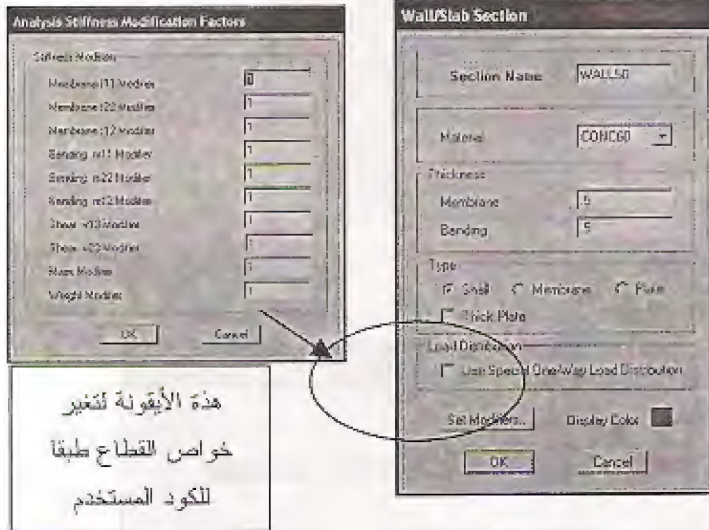 Analysis Stiffness Modification Factors
Stiffness Modifiers
Membrane f11 Modifier 1
Membrane f22 Modifier 1
Membrane f12 Modifier 1
Bending m11 Modifier 1
Bending m22 Modifier 1
Bending m12 Modifier 1
Shear v13 Modifier 1
Shear v23 Modifier 1
Mass Modifier 1
Weight Modifier 1
OK Cancel
هذة الأيقونة لتغير
خواص القطاع طبقا
للكود المستخدم
Wall/Slab Section
Section Name WALL50
Material CONC60
Thickness
Membrane .5
Bending .5
Type
Shell Membrane Plate
Thick Plate
Load Distribution
Use Special One-Way Load Distribution
Set Modifiers... Display Color
OK Cancel